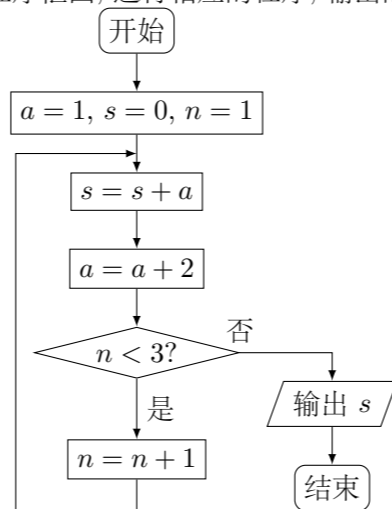 开始
a = 1, s = 0, n = 1
s = s + a
a = a + 2
n < 3?
否
是
输出 s
n = n + 1
结束